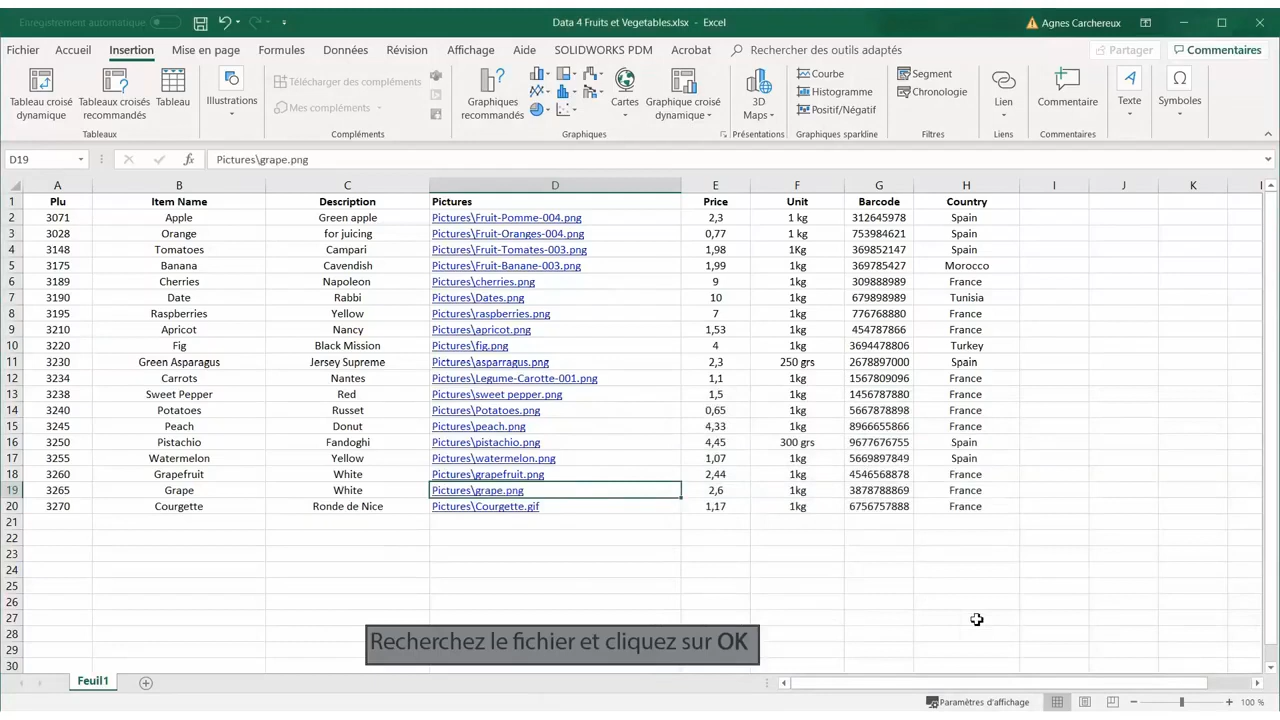 Enregistrement automatique
Data 4 Fruits et Vegetables.xlsx - Excel
Agnes Carchereux
Fichier Accueil Insertion Mise en page Formules Données Révision Affichage Aide SOLIDWORKS PDM Acrobat Rechercher des outils adaptés Partager Commentaires
Tableau croisé dynamique
Tableaux croisés recommandés
Tableau
Tableaux
Illustrations
Télécharger des compléments
Mes compléments
Compléments
Graphiques recommandés
Cartes
Graphique croisé dynamique
Graphiques
3D Maps
Présentations
Courbe
Histogramme
Positif/Négatif
Graphiques sparkline
Segment
Chronologie
Filtres
Lien
Liens
Commentaire
Commentaires
Texte
Symboles
D19 fx Pictures\grape.png
A B C D E F G H I J K L
1 Plu Item Name Description Pictures Price Unit Barcode Country
2 3071 Apple Green apple Pictures\Fruit-Pomme-004.png 2,3 1 kg 312645978 Spain
3 3028 Orange for juicing Pictures\Fruit-Oranges-004.png 0,77 1 kg 753984621 Spain
4 3148 Tomatoes Campari Pictures\Fruit-Tomates-003.png 1,98 1Kg 369852147 Spain
5 3175 Banana Cavendish Pictures\Fruit-Banane-003.png 1,99 1kg 369785427 Morocco
6 3189 Cherries Napoleon Pictures\cherries.png 9 1kg 309888989 France
7 3190 Date Rabbi Pictures\Dates.png 10 1kg 679898989 Tunisia
8 3195 Raspberries Yellow Pictures\raspberries.png 7 1kg 776768880 France
9 3210 Apricot Nancy Pictures\apricot.png 1,53 1kg 454787866 France
10 3220 Fig Black Mission Pictures\fig.png 4 1kg 3694478806 Turkey
11 3230 Green Asparagus Jersey Supreme Pictures\asparragus.png 2,3 250 grs 2678897000 Spain
12 3234 Carrots Nantes Pictures\Legume-Carotte-001.png 1,1 1kg 1567809096 France
13 3238 Sweet Pepper Red Pictures\sweet pepper.png 1,5 1kg 1456787880 France
14 3240 Potatoes Russet Pictures\Potatoes.png 0,65 1kg 5667878898 France
15 3245 Peach Donut Pictures\peach.png 4,33 1kg 8966655866 France
16 3250 Pistachio Fandoghi Pictures\pistachio.png 4,45 300 grs 9677676755 Spain
17 3255 Watermelon Yellow Pictures\watermelon.png 1,07 1kg 5669897849 Spain
18 3260 Grapefruit White Pictures\grapefruit.png 2,44 1kg 4546568878 France
19 3265 Grape White Pictures\grape.png 2,6 1kg 3878788869 France
20 3270 Courgette Ronde de Nice Pictures\Courgette.gif 1,17 1kg 6756757888 France
21
22
23
24
25
26
27
28
29
30
Recherchez le fichier et cliquez sur OK
Feuil1
Paramètres d'affichage
100 %